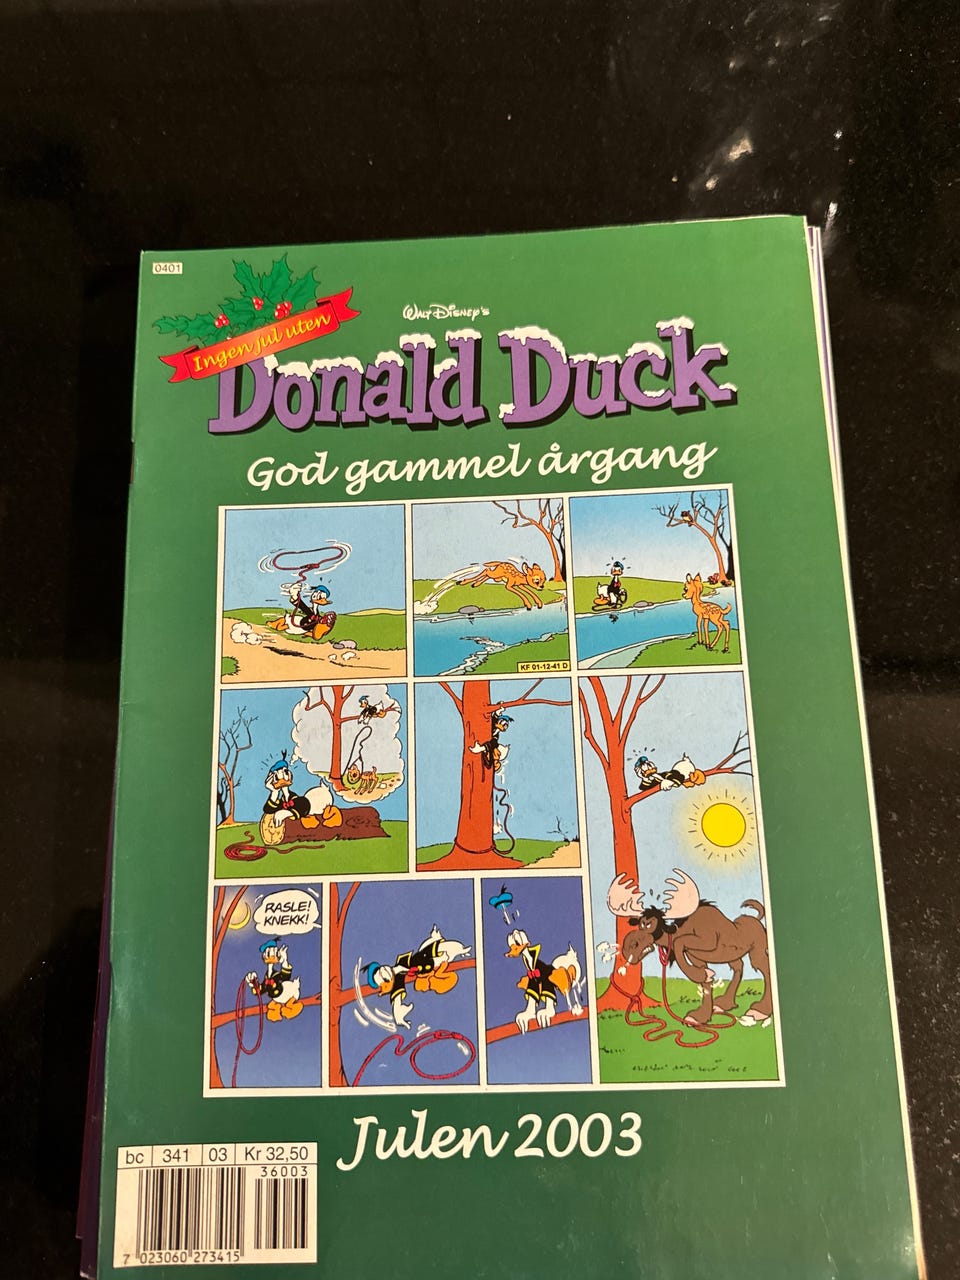 0401
Ingen jul uten
Walt Disney's
Donald Duck
God gammel årgang
KF 01-12-41 D
RASLE!
KNEKK!
Julen 2003
bc 341 03 Kr 32,50
36003
7 023060 273415